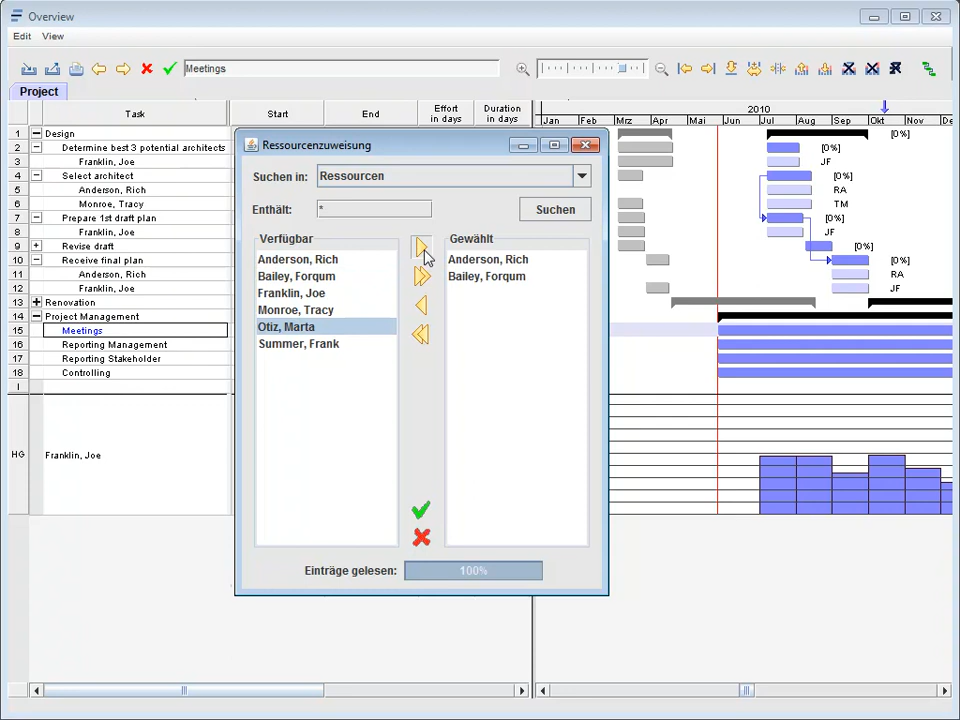 Overview
Edit View
Meetings
Project
Task Start End Effort in days Duration in days
2010
Jan Feb Mrz Apr Mai Jun Jul Aug Sep Okt Nov De
1 Design [0%]
2 Determine best 3 potential architects [0%]
3 Franklin, Joe JF
4 Select architect [0%]
5 Anderson, Rich RA
6 Monroe, Tracy TM
7 Prepare 1st draft plan [0%]
8 Franklin, Joe JF
9 Revise draft [0%]
10 Receive final plan [0%]
11 Anderson, Rich RA
12 Franklin, Joe JF
13 Renovation
14 Project Management
15 Meetings
16 Reporting Management
17 Reporting Stakeholder
18 Controlling
I
HG Franklin, Joe
Ressourcenzuweisung
Suchen in: Ressourcen
Enthält: * Suchen
Verfügbar
Anderson, Rich
Bailey, Forqum
Franklin, Joe
Monroe, Tracy
Otiz, Marta
Summer, Frank
Gewählt
Anderson, Rich
Bailey, Forqum
Einträge gelesen: 100%